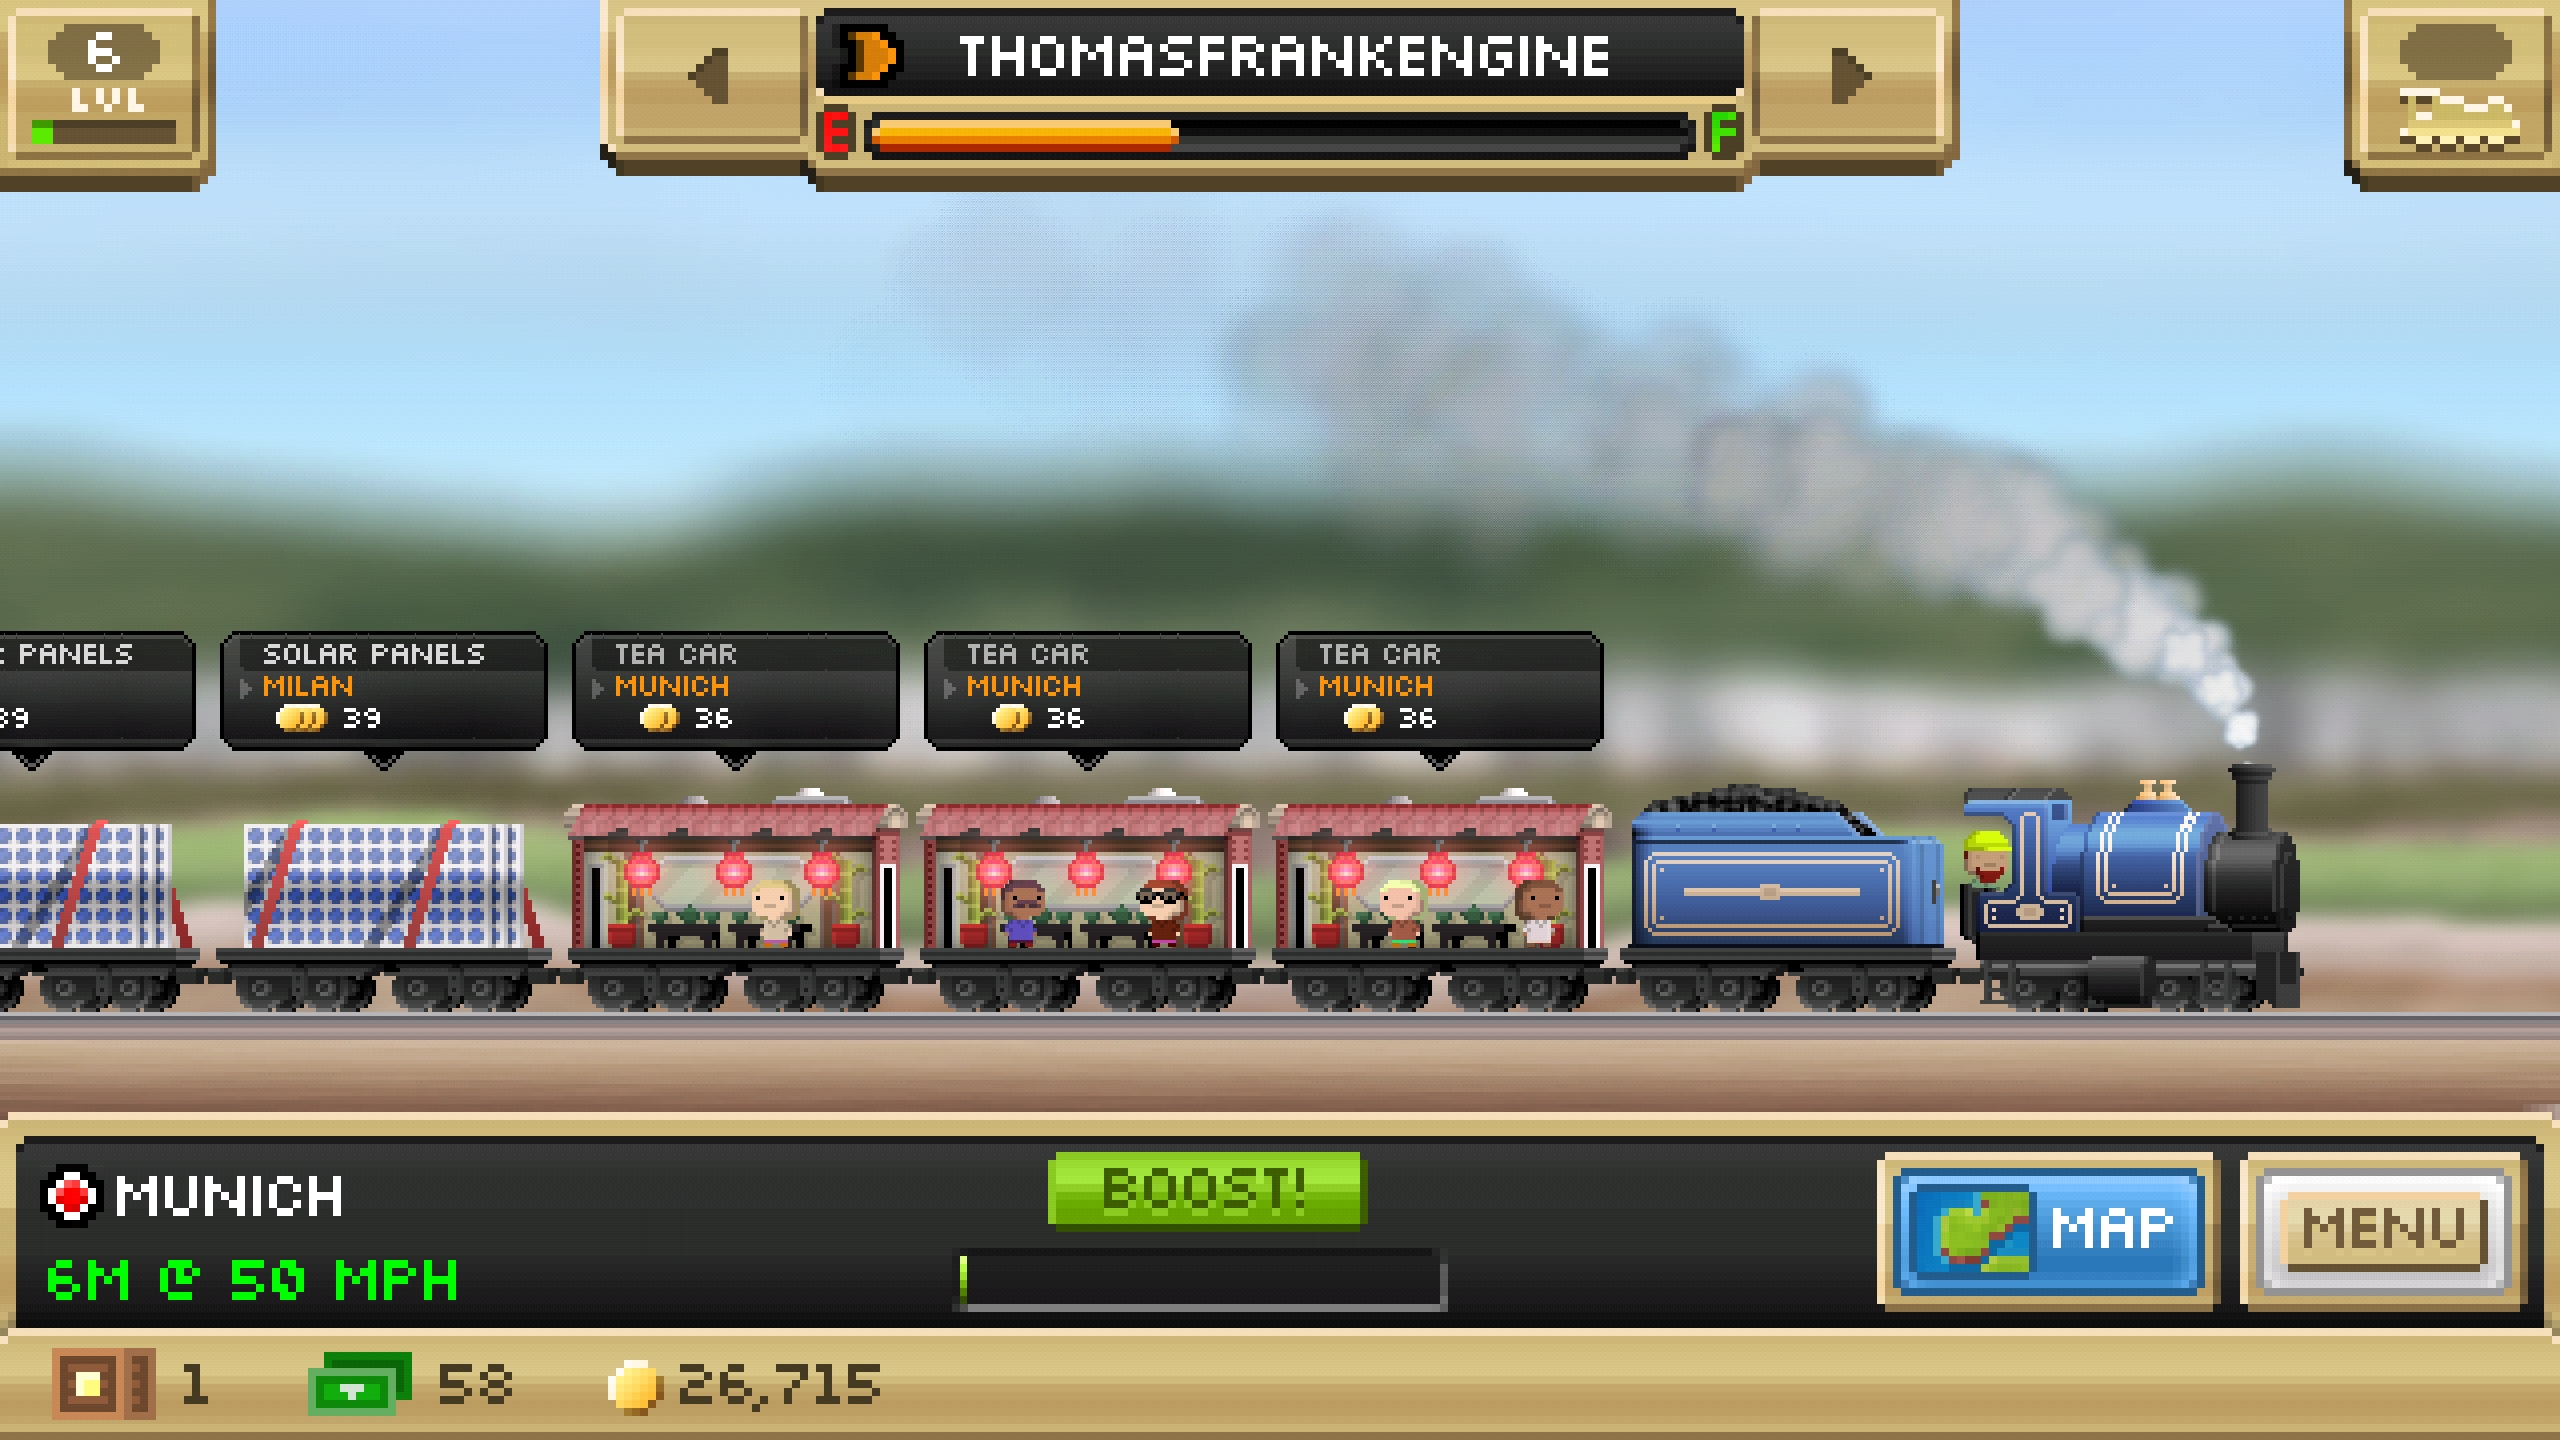 6
LVL
THOMASFRANKENGINE
E
F
PANELS
39
SOLAR PANELS
MILAN
39
TEA CAR
MUNICH
36
TEA CAR
MUNICH
36
TEA CAR
MUNICH
36
MUNICH
6M @ 50 MPH
BOOST!
MAP
MENU
1
58
26,715